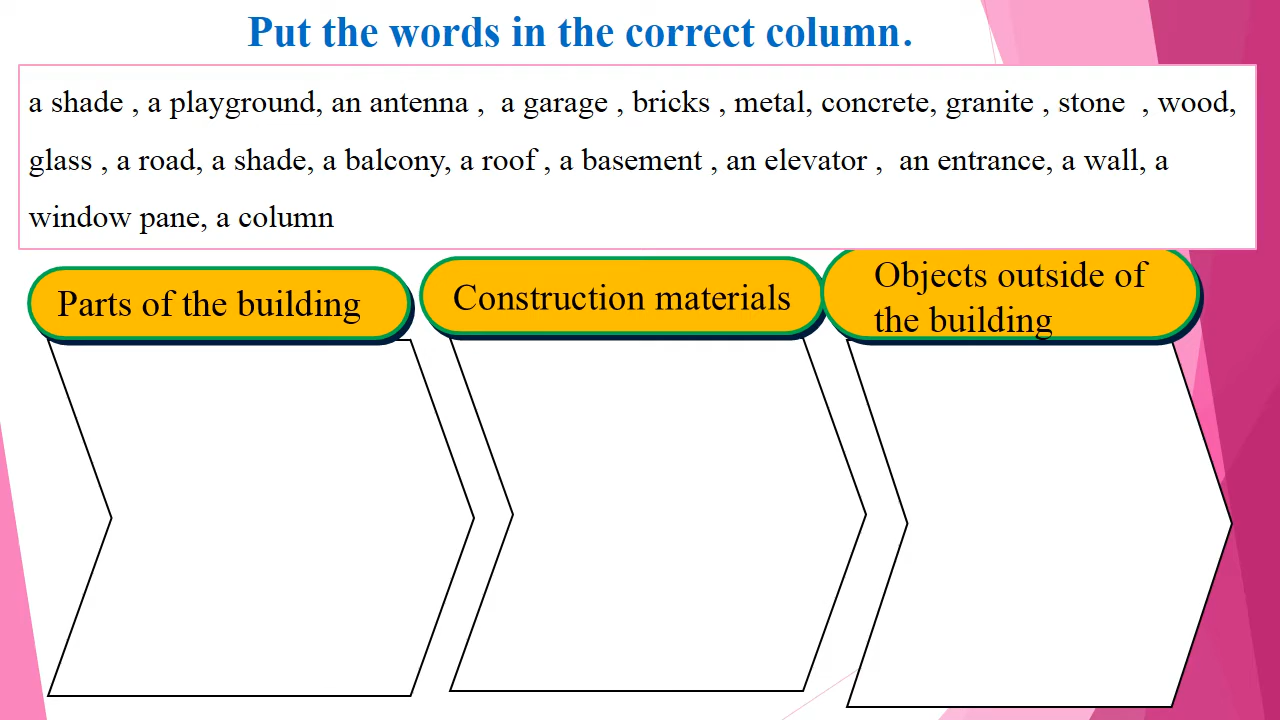 Put the words in the correct column.
a shade , a playground, an antenna ,  a garage , bricks , metal, concrete, granite , stone  , wood,
glass , a road, a shade, a balcony, a roof , a basement , an elevator ,  an entrance, a wall, a
window pane, a column
Parts of the building
Construction materials
Objects outside of
the building